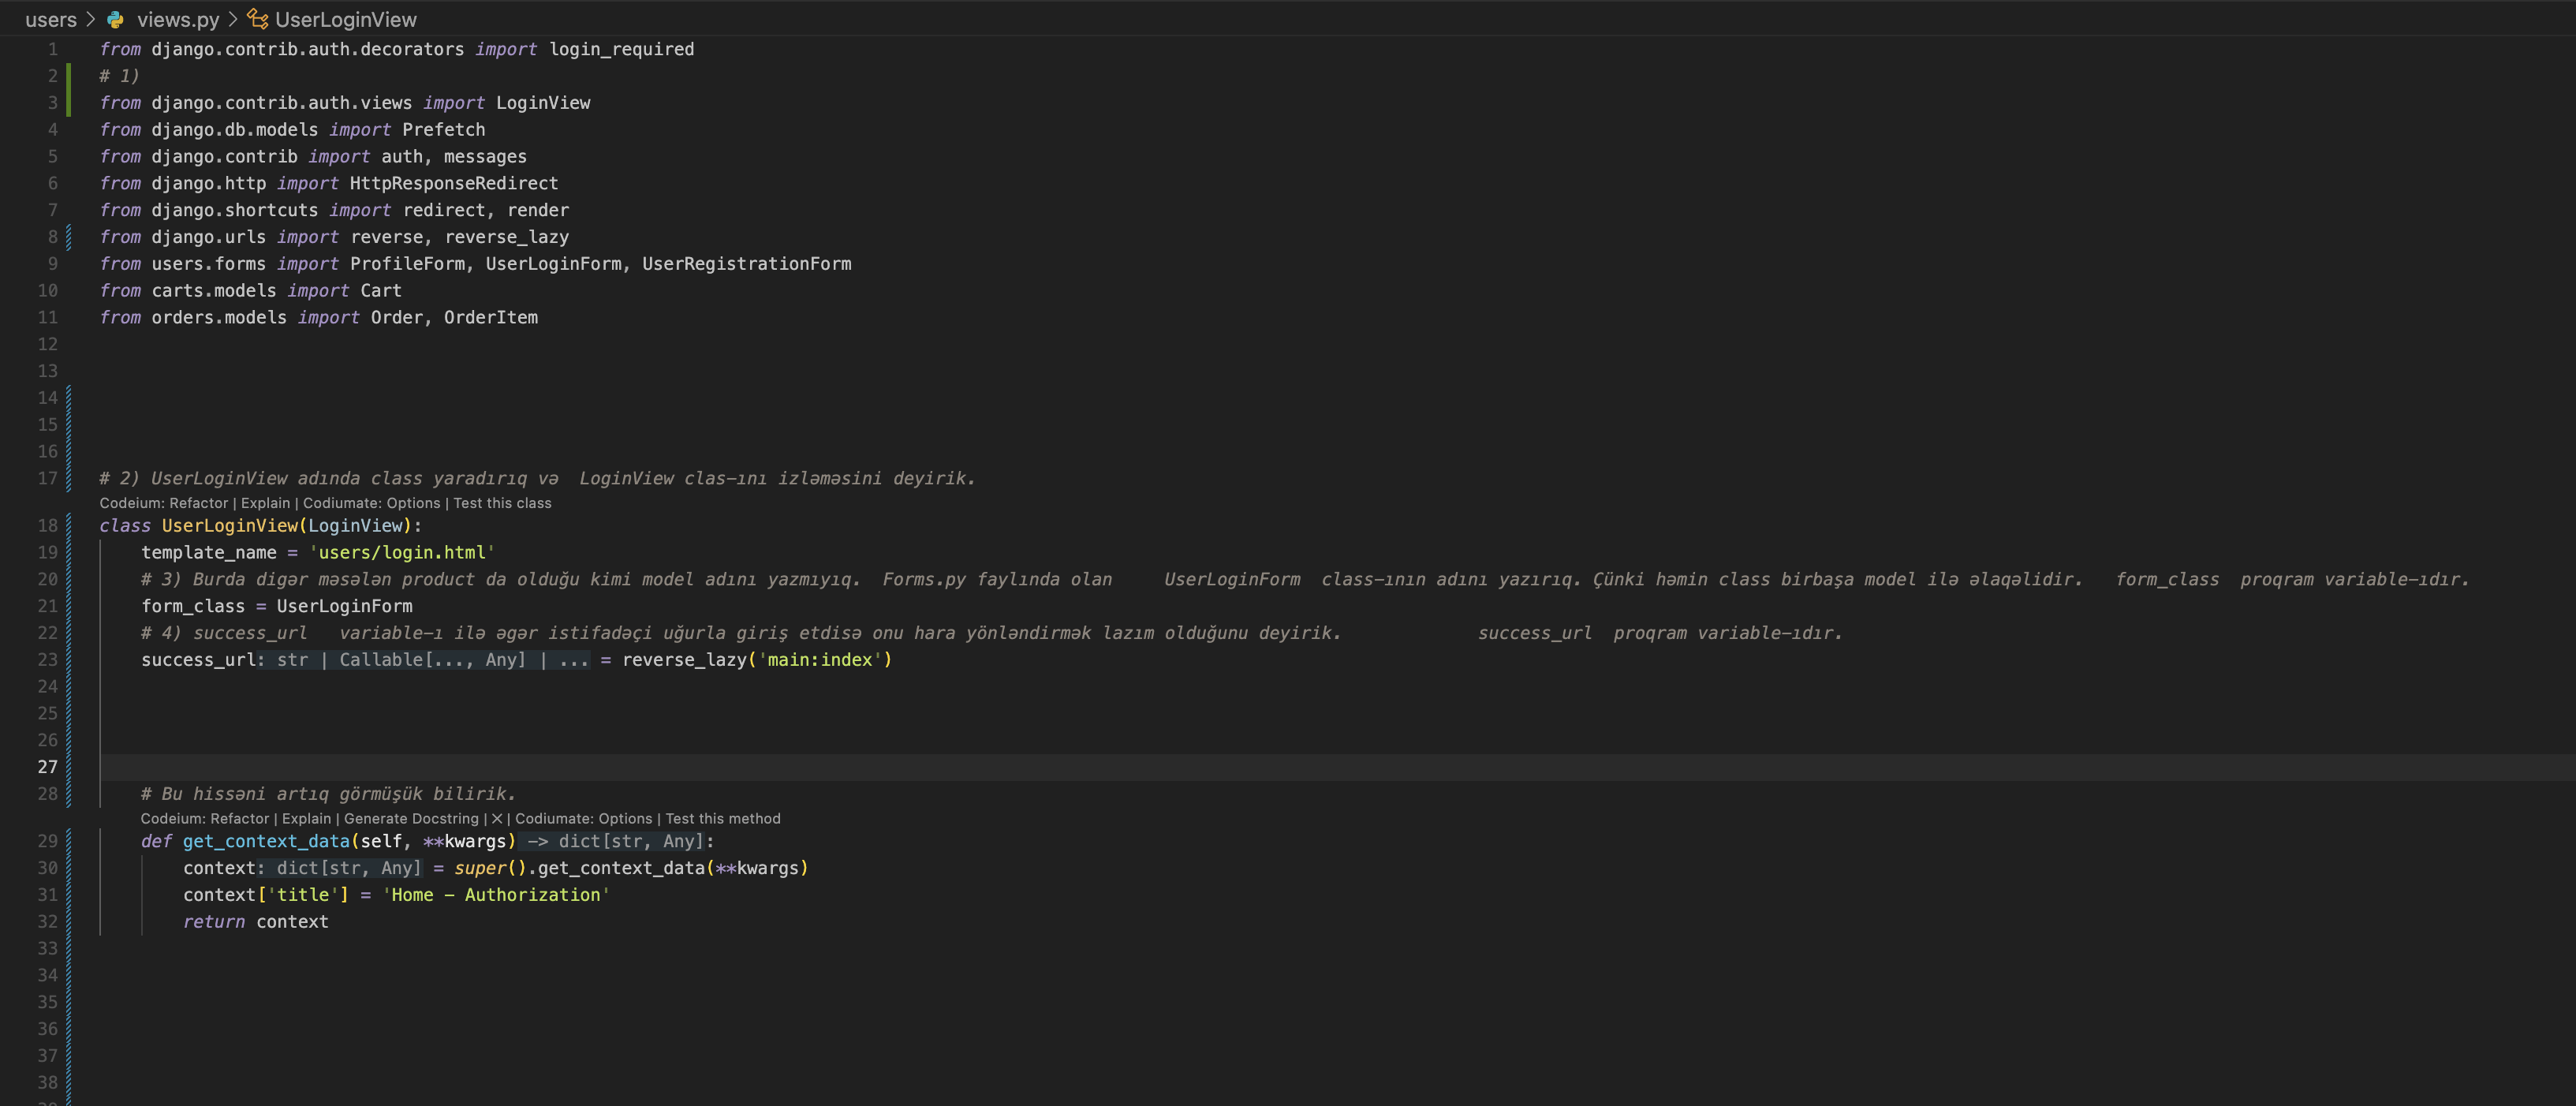 users > views.py > UserLoginView
1 from django.contrib.auth.decorators import login_required
2 # 1)
3 from django.contrib.auth.views import LoginView
4 from django.db.models import Prefetch
5 from django.contrib import auth, messages
6 from django.http import HttpResponseRedirect
7 from django.shortcuts import redirect, render
8 from django.urls import reverse, reverse_lazy
9 from users.forms import ProfileForm, UserLoginForm, UserRegistrationForm
10 from carts.models import Cart
11 from orders.models import Order, OrderItem
12
13
14
15
16
17 # 2) UserLoginView adında class yaradırıq və  LoginView clas-ını izləməsini deyirik.
Codeium: Refactor | Explain | Codiumate: Options | Test this class
18 class UserLoginView(LoginView):
19 template_name = 'users/login.html'
20 # 3) Burda digər məsələn product da olduğu kimi model adını yazmıyıq.  Forms.py faylında olan     UserLoginForm  class-ının adını yazırıq. Çünki həmin class birbaşa model ilə əlaqəlidir.   form_class  proqram variable-ıdır.
21 form_class = UserLoginForm
22 # 4) success_url   variable-ı ilə əgər istifadəçi uğurla giriş etdisə onu hara yönləndirmək lazım olduğunu deyirik.             success_url  proqram variable-ıdır.
23 success_url: str | Callable[..., Any] | ... = reverse_lazy('main:index')
24
25
26
27
28 # Bu hissəni artıq görmüşük bilirik.
Codeium: Refactor | Explain | Generate Docstring | X | Codiumate: Options | Test this method
29 def get_context_data(self, **kwargs) -> dict[str, Any]:
30 context: dict[str, Any] = super().get_context_data(**kwargs)
31 context['title'] = 'Home - Authorization'
32 return context
33
34
35
36
37
38